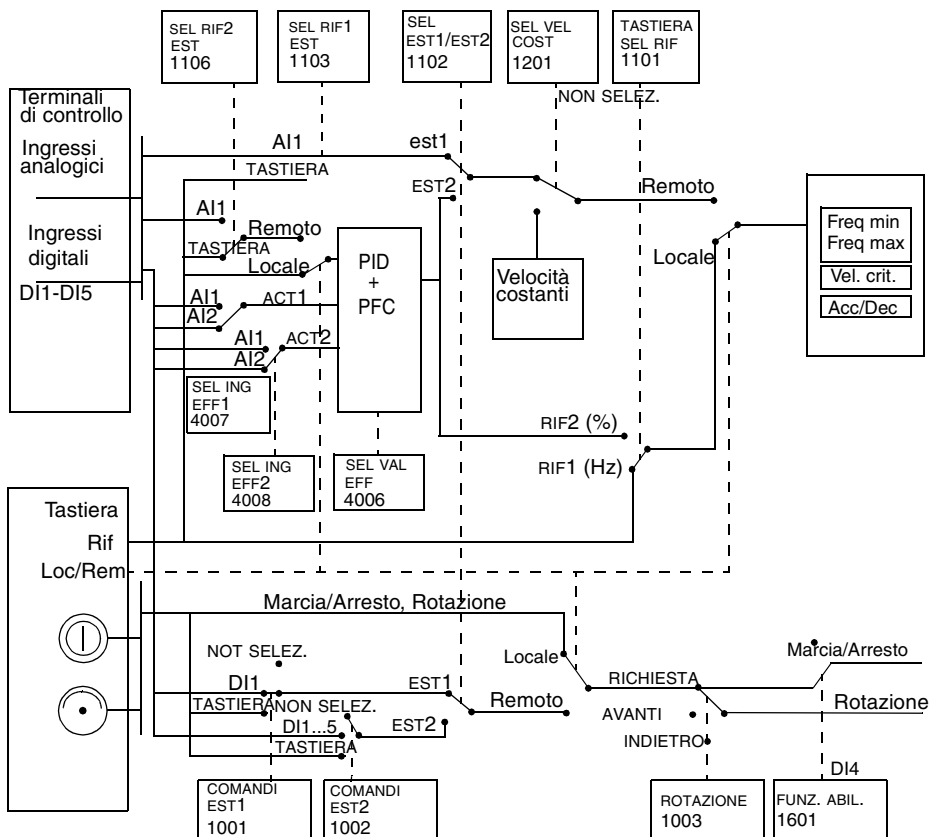 SEL RIF2
EST
1106
SEL RIF1
EST
1103
SEL
EST1/EST2
1102
SEL VEL
COST
1201
TASTIERA
SEL RIF
1101
NON SELEZ.
Terminali
di controllo
Ingressi
analogici
Ingressi
digitali
DI1-DI5
AI1
est1
TASTIERA
EST2
Remoto
AI1
Remoto
TASTIERA
Locale
AI1
ACT1
AI2
AI1
ACT2
AI2
PID
+
PFC
Velocità
costanti
Locale
Freq min
Freq max
Vel. crit.
Acc/Dec
SEL ING
EFF1
4007
SEL ING
EFF2
4008
SEL VAL
EFF
4006
RIF2 (%)
RIF1 (Hz)
Tastiera
Rif
Loc/Rem
Marcia/Arresto, Rotazione
NOT SELEZ.
DI1
EST1
TASTIERA
NON SELEZ.
DI1...5
EST2
TASTIERA
Remoto
Locale
RICHIESTA
AVANTI
INDIETRO
Marcia/Arresto
Rotazione
DI4
COMANDI
EST1
1001
COMANDI
EST2
1002
ROTAZIONE
1003
FUNZ. ABIL.
1601